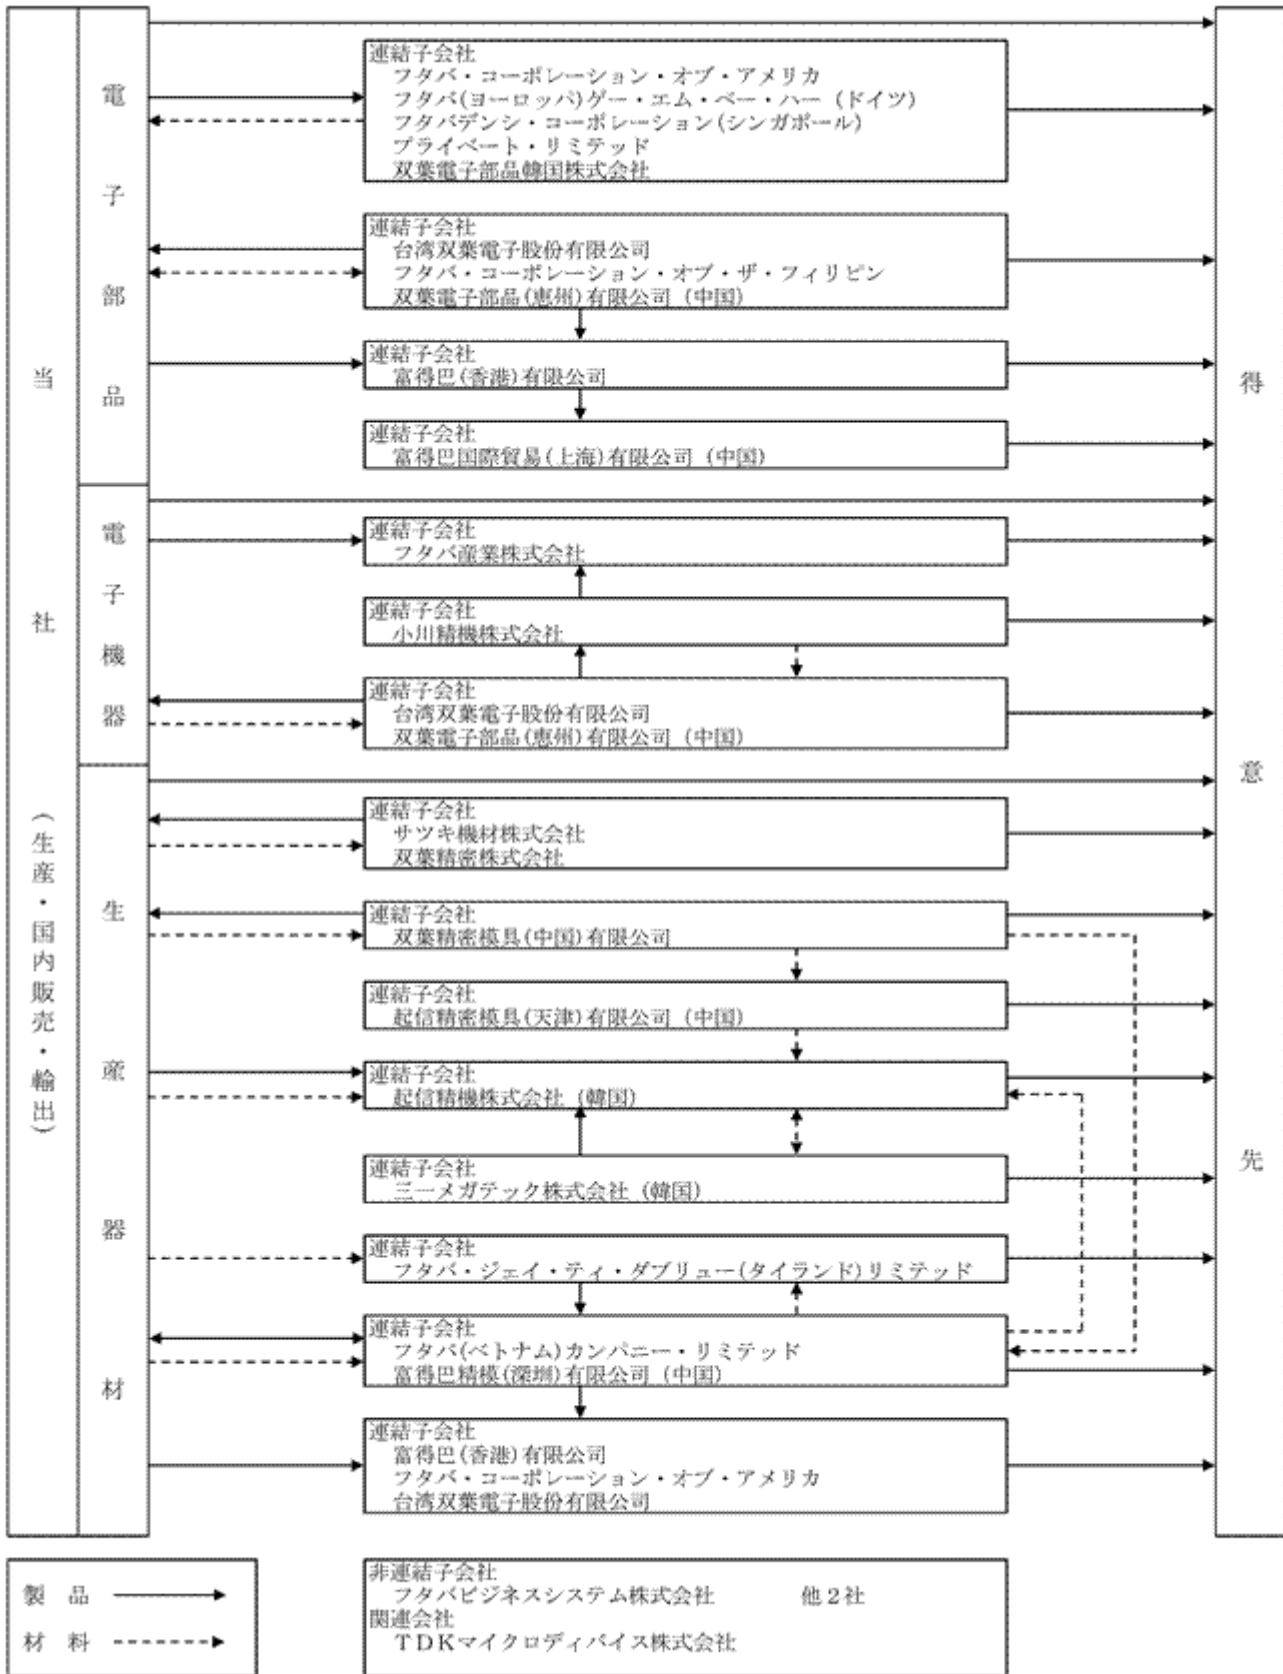 当社(生産・国内販売・輸出)
電子部品
連結子会社
フタバ・コーポレーション・オブ・アメリカ
フタバ(ヨーロッパ)ゲー・エム・ベー・ハー(ドイツ)
フタバデンシ・コーポレーション(シンガポール)
プライベート・リミテッド
双葉電子部品韓国株式会社
連結子会社
台湾双葉電子股份有限公司
フタバ・コーポレーション・オブ・ザ・フィリピン
双葉電子部品(恵州)有限公司(中国)
連結子会社
富得巴(香港)有限公司
連結子会社
富得巴国際貿易(上海)有限公司(中国)
電子機器
連結子会社
フタバ産業株式会社
連結子会社
小川精機株式会社
連結子会社
台湾双葉電子股份有限公司
双葉電子部品(恵州)有限公司(中国)
生産器材
連結子会社
サツキ機材株式会社
双葉精密株式会社
連結子会社
双葉精密模具(中国)有限公司
連結子会社
起信精密模具(天津)有限公司(中国)
連結子会社
起信精機株式会社(韓国)
連結子会社
三一メガテック株式会社(韓国)
連結子会社
フタバ・ジェイ・ティ・ダブリュー(タイランド)リミテッド
連結子会社
フタバ(ベトナム)カンパニー・リミテッド
富得巴精模(深圳)有限公司(中国)
連結子会社
富得巴(香港)有限公司
フタバ・コーポレーション・オブ・アメリカ
台湾双葉電子股份有限公司
得意先
製品
材料
非連結子会社
フタバビジネスシステム株式会社 他2社
関連会社
TDKマイクロディバイス株式会社